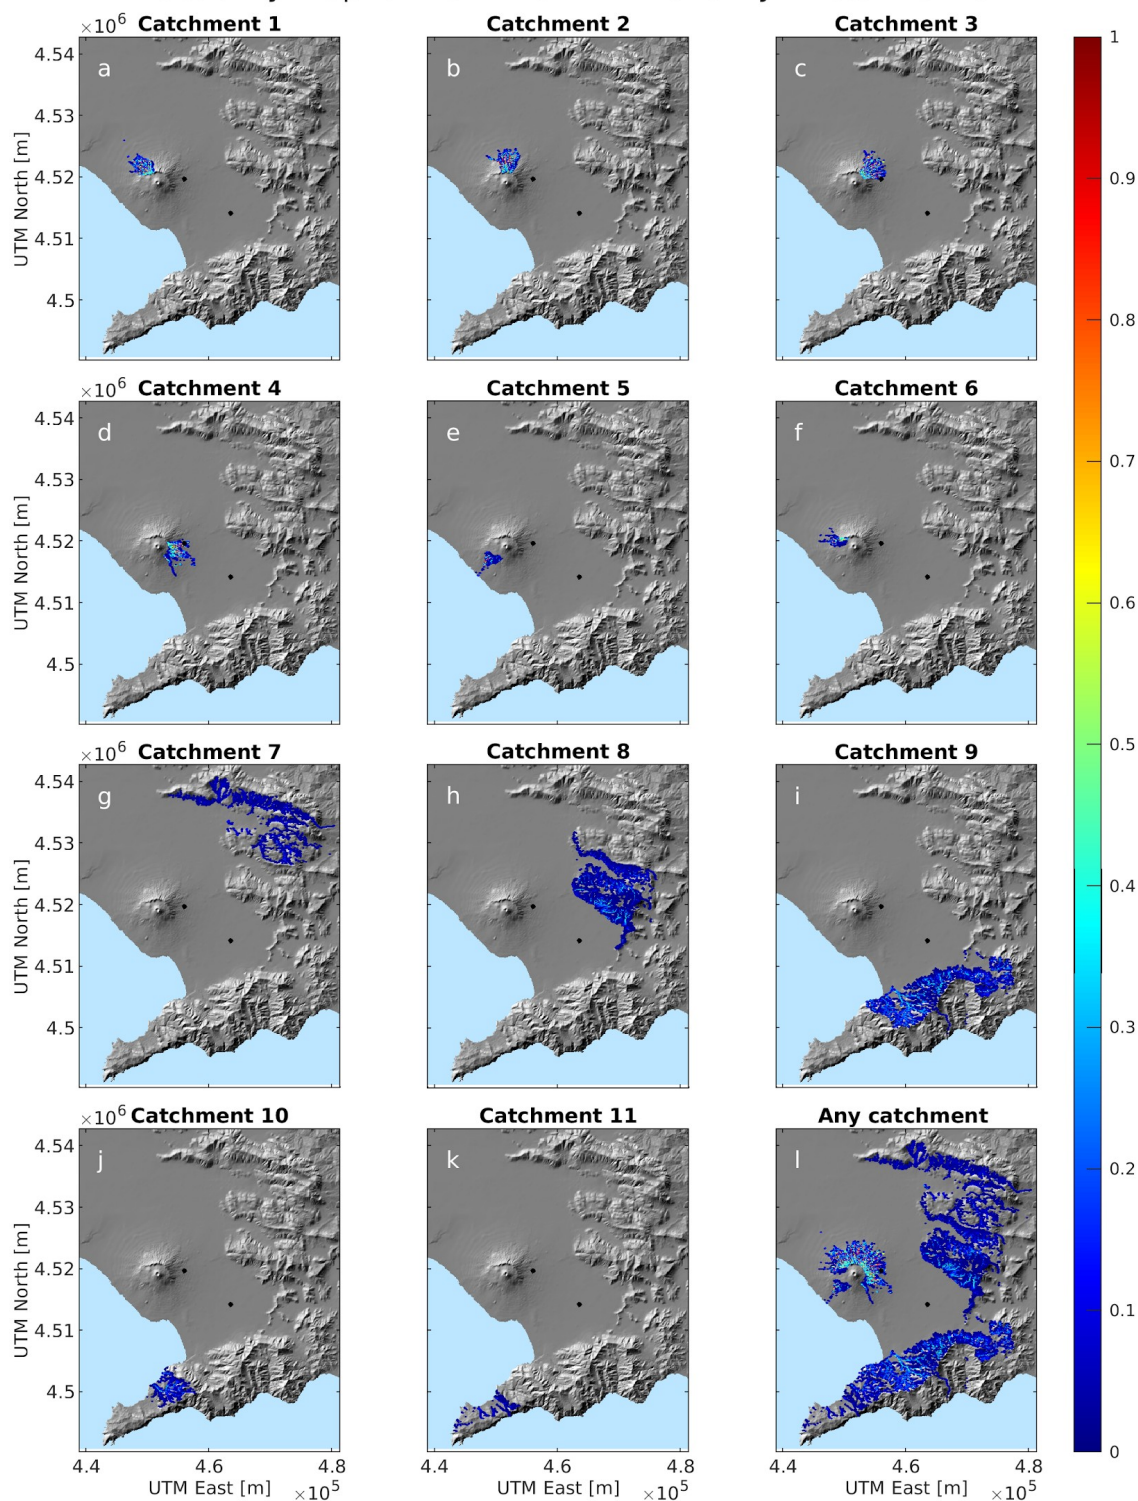 ×10⁶ Catchment 1
Catchment 2
Catchment 3
a
b
c
4.54
4.53
4.52
4.51
4.5
UTM North [m]
Catchment 4
Catchment 5
Catchment 6
×10⁶
d
e
f
4.54
4.53
4.52
4.51
4.5
UTM North [m]
Catchment 7
Catchment 8
Catchment 9
×10⁶
g
h
i
4.54
4.53
4.52
4.51
4.5
UTM North [m]
×10⁶ Catchment 10
Catchment 11
Any catchment
j
k
l
4.54
4.53
4.52
4.51
4.5
UTM North [m]
4.4 4.6 4.8
UTM East [m] ×10⁵
4.4 4.6 4.8
UTM East [m] ×10⁵
4.4 4.6 4.8
UTM East [m] ×10⁵
1
0.9
0.8
0.7
0.6
0.5
0.4
0.3
0.2
0.1
0